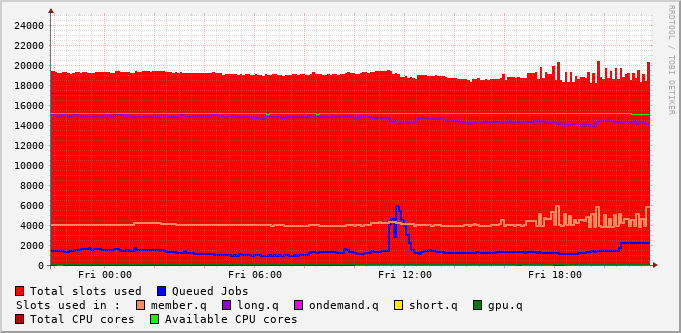 RRDTOOL / TOBI OETIKER
24000
22000
20000
18000
16000
14000
12000
10000
8000
6000
4000
2000
0
Fri 00:00 Fri 06:00 Fri 12:00 Fri 18:00
Total slots used Queued Jobs
Slots used in : member.q long.q ondemand.q short.q gpu.q
Total CPU cores Available CPU cores